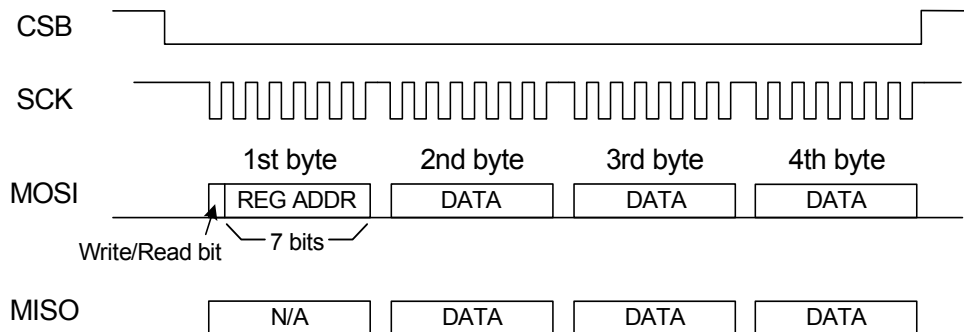 CSB
SCK
1st byte 2nd byte 3rd byte 4th byte
MOSI REG ADDR DATA DATA DATA
Write/Read bit 7 bits
MISO N/A DATA DATA DATA